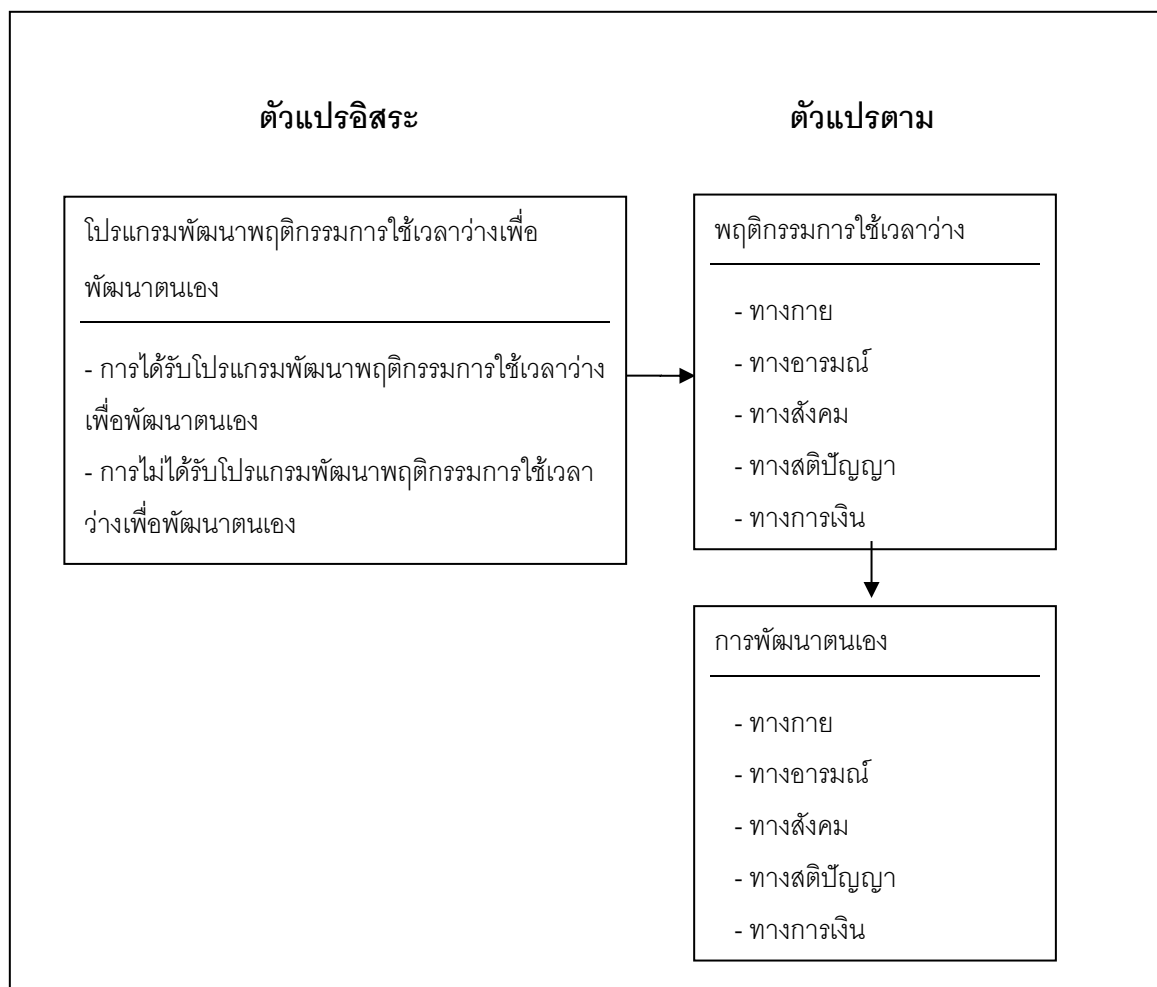 ตัวแปรอิสระ
ตัวแปรตาม
โปรแกรมพัฒนาพฤติกรรมการใช้เวลาว่างเพื่อ
พัฒนาตนเอง
- การได้รับโปรแกรมพัฒนาพฤติกรรมการใช้เวลาว่าง
เพื่อพัฒนาตนเอง
- การไม่ได้รับโปรแกรมพัฒนาพฤติกรรมการใช้เวลา
ว่างเพื่อพัฒนาตนเอง
พฤติกรรมการใช้เวลาว่าง
- ทางกาย
- ทางอารมณ์
- ทางสังคม
- ทางสติปัญญา
- ทางการเงิน
การพัฒนาตนเอง
- ทางกาย
- ทางอารมณ์
- ทางสังคม
- ทางสติปัญญา
- ทางการเงิน